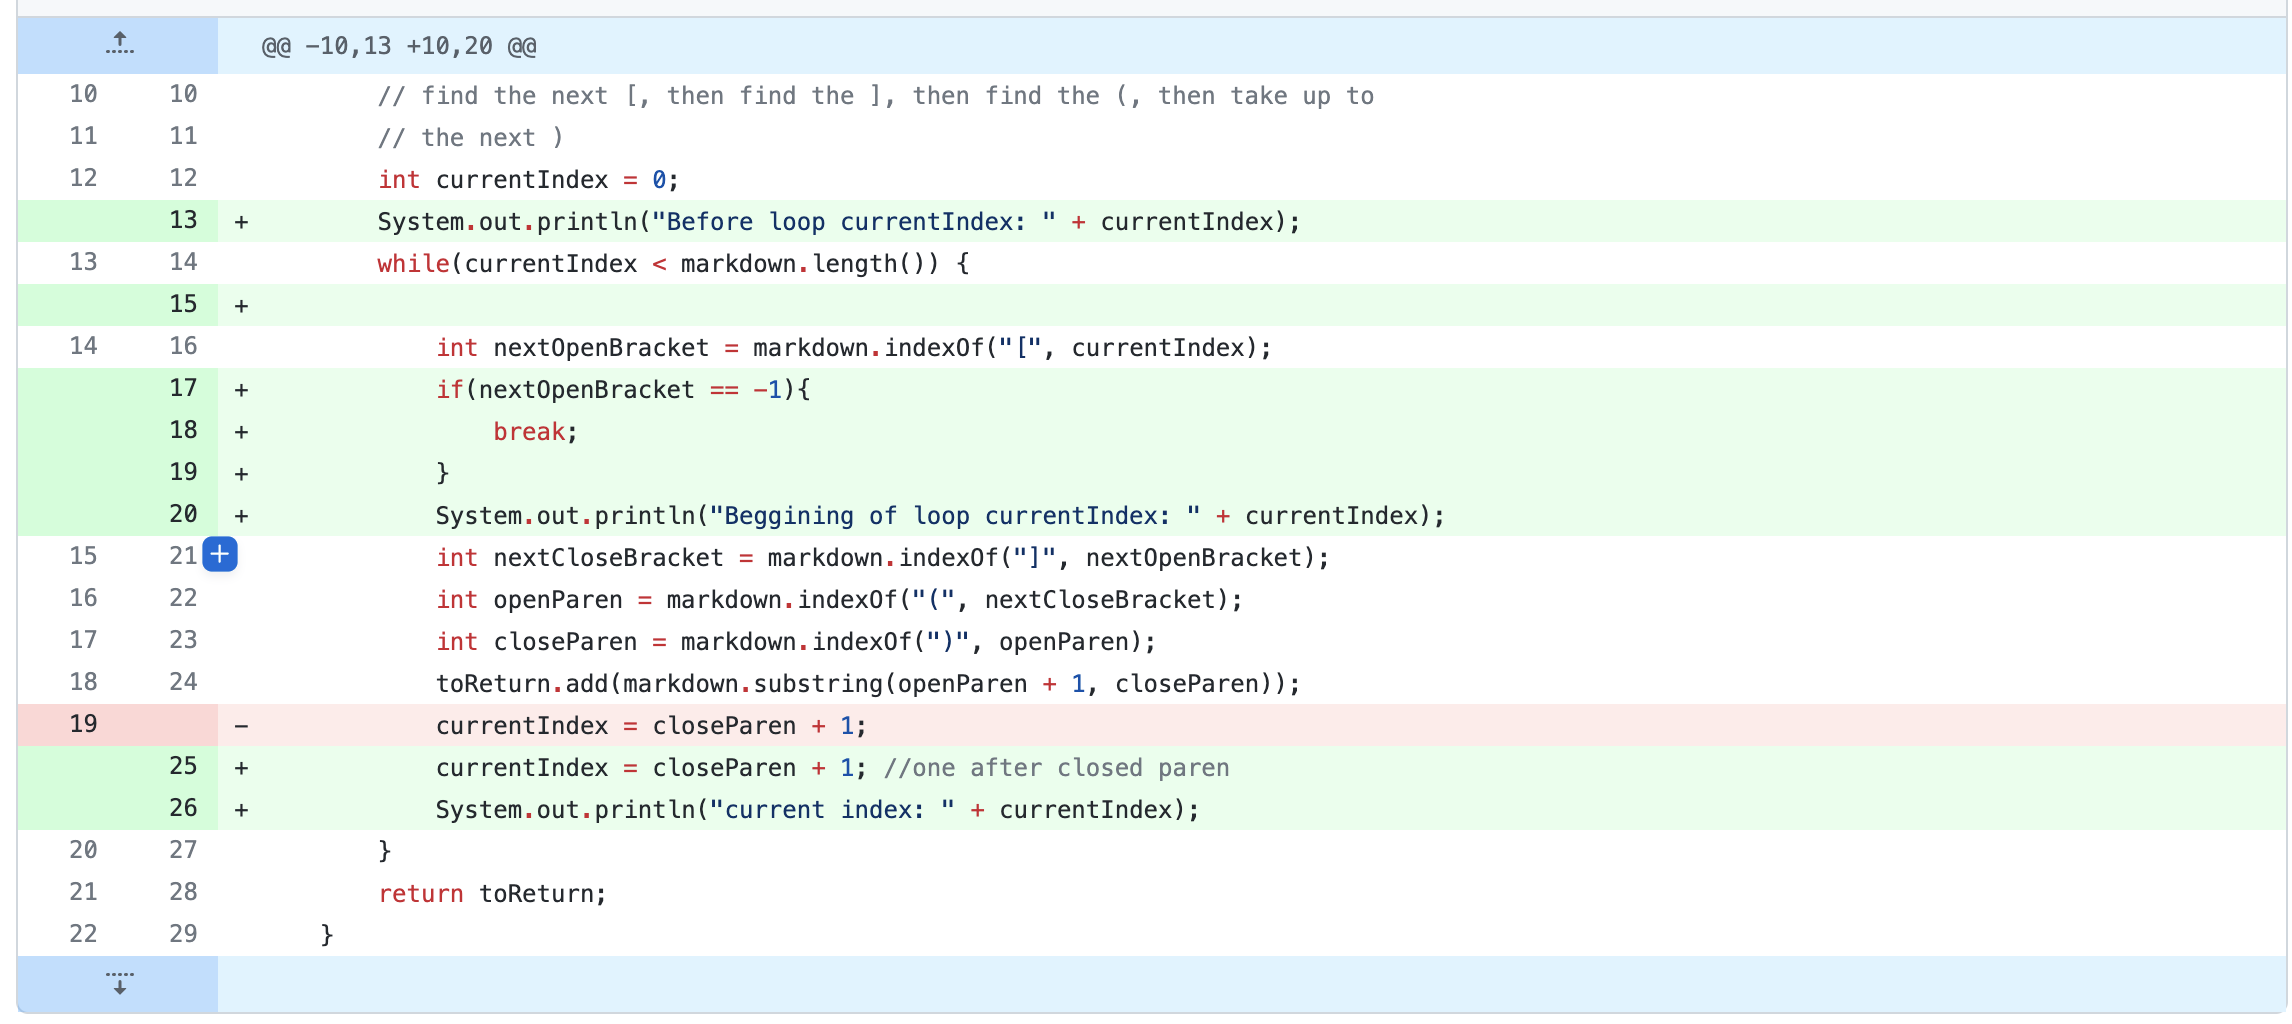 @@ -10,13 +10,20 @@
10 10 // find the next [, then find the ], then find the (, then take up to
11 11 // the next )
12 12 int currentIndex = 0;
13 + System.out.println("Before loop currentIndex: " + currentIndex);
13 14 while(currentIndex < markdown.length()) {
15 +
14 16 int nextOpenBracket = markdown.indexOf("[", currentIndex);
17 + if(nextOpenBracket == -1){
18 + break;
19 + }
20 + System.out.println("Beggining of loop currentIndex: " + currentIndex);
15 21 + int nextCloseBracket = markdown.indexOf("]", nextOpenBracket);
16 22 int openParen = markdown.indexOf("(", nextCloseBracket);
17 23 int closeParen = markdown.indexOf(")", openParen);
18 24 toReturn.add(markdown.substring(openParen + 1, closeParen));
19 - currentIndex = closeParen + 1;
25 + currentIndex = closeParen + 1; //one after closed paren
26 + System.out.println("current index: " + currentIndex);
20 27 }
21 28 return toReturn;
22 29 }